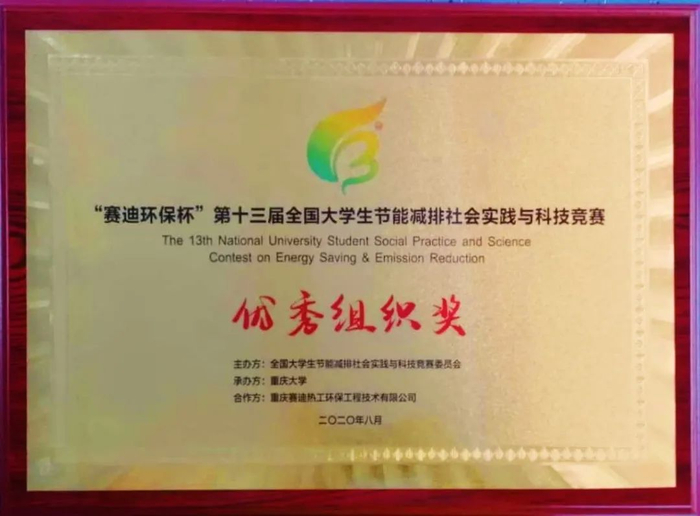 “赛迪环保杯”第十三届全国大学生节能减排社会实践与科技竞赛
The 13th National University Student Social Practice and Science
Contest on Energy Saving & Emission Reduction
优秀组织奖
主办方：全国大学生节能减排社会实践与科技竞赛委员会
承办方：重庆大学
合作方：重庆赛迪热工环保工程技术有限公司
二〇二〇年八月